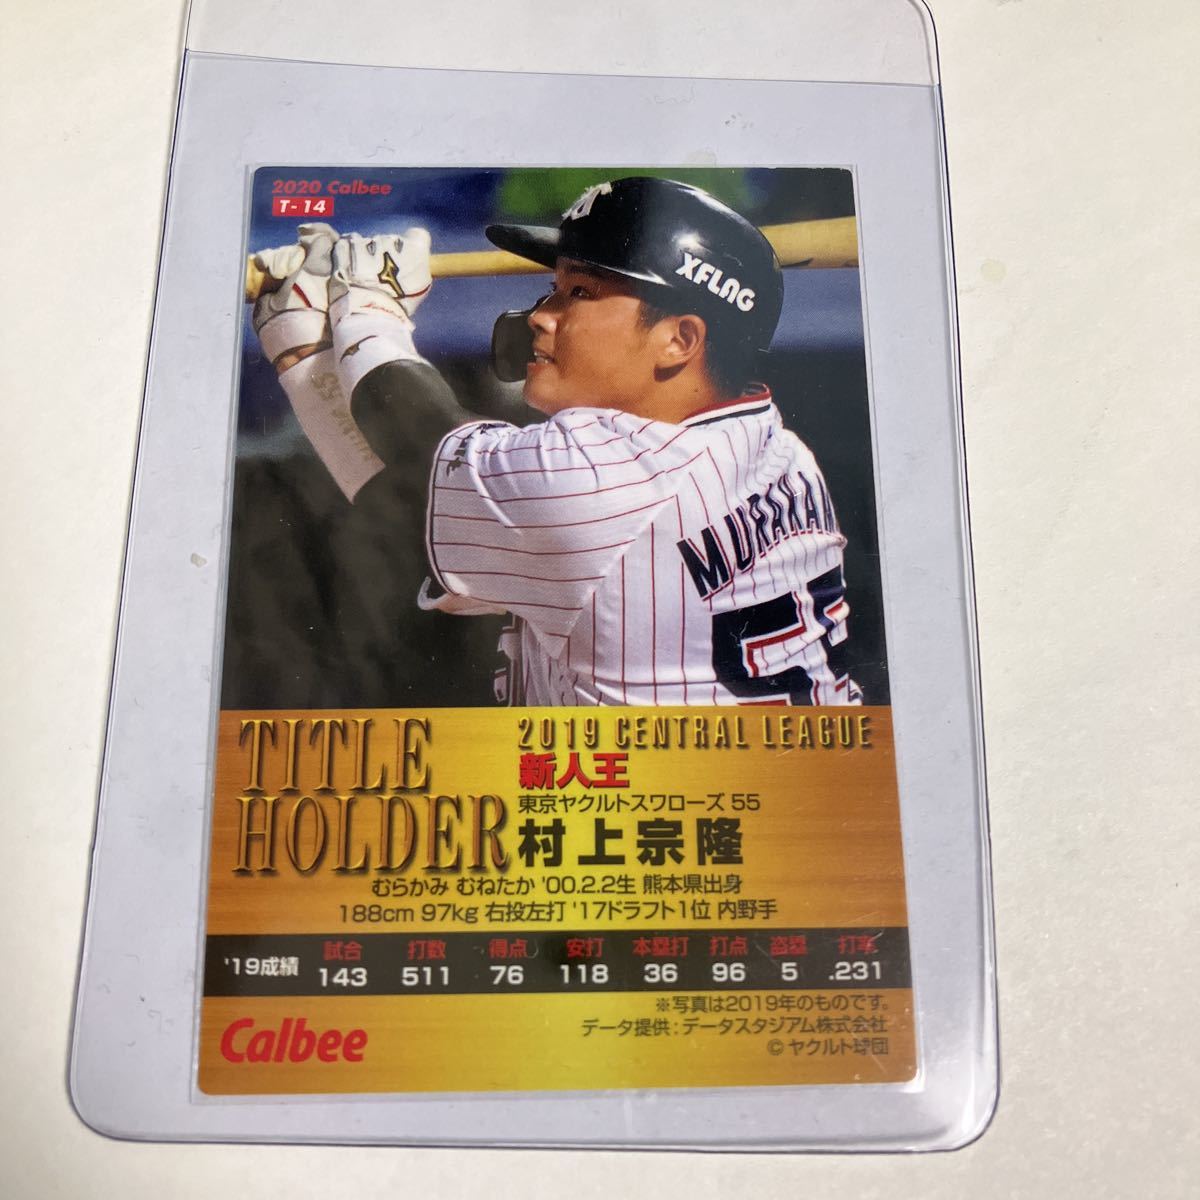 2020 Calbee
T-14
XFLAG
55
MURAKAM
55
TITLE HOLDER
2019 CENTRAL LEAGUE
新人王
東京ヤクルトスワローズ 55
村上宗隆
むらかみ むねたか '00.2.2生 熊本県出身
188cm 97kg 右投左打 '17ドラフト1位 内野手
試合 打数 得点 安打 本塁打 打点 盗塁 打率
'19成績 143 511 76 118 36 96 5 .231
※写真は2019年のものです。
データ提供：データスタジアム株式会社
© ヤクルト球団
Calbee